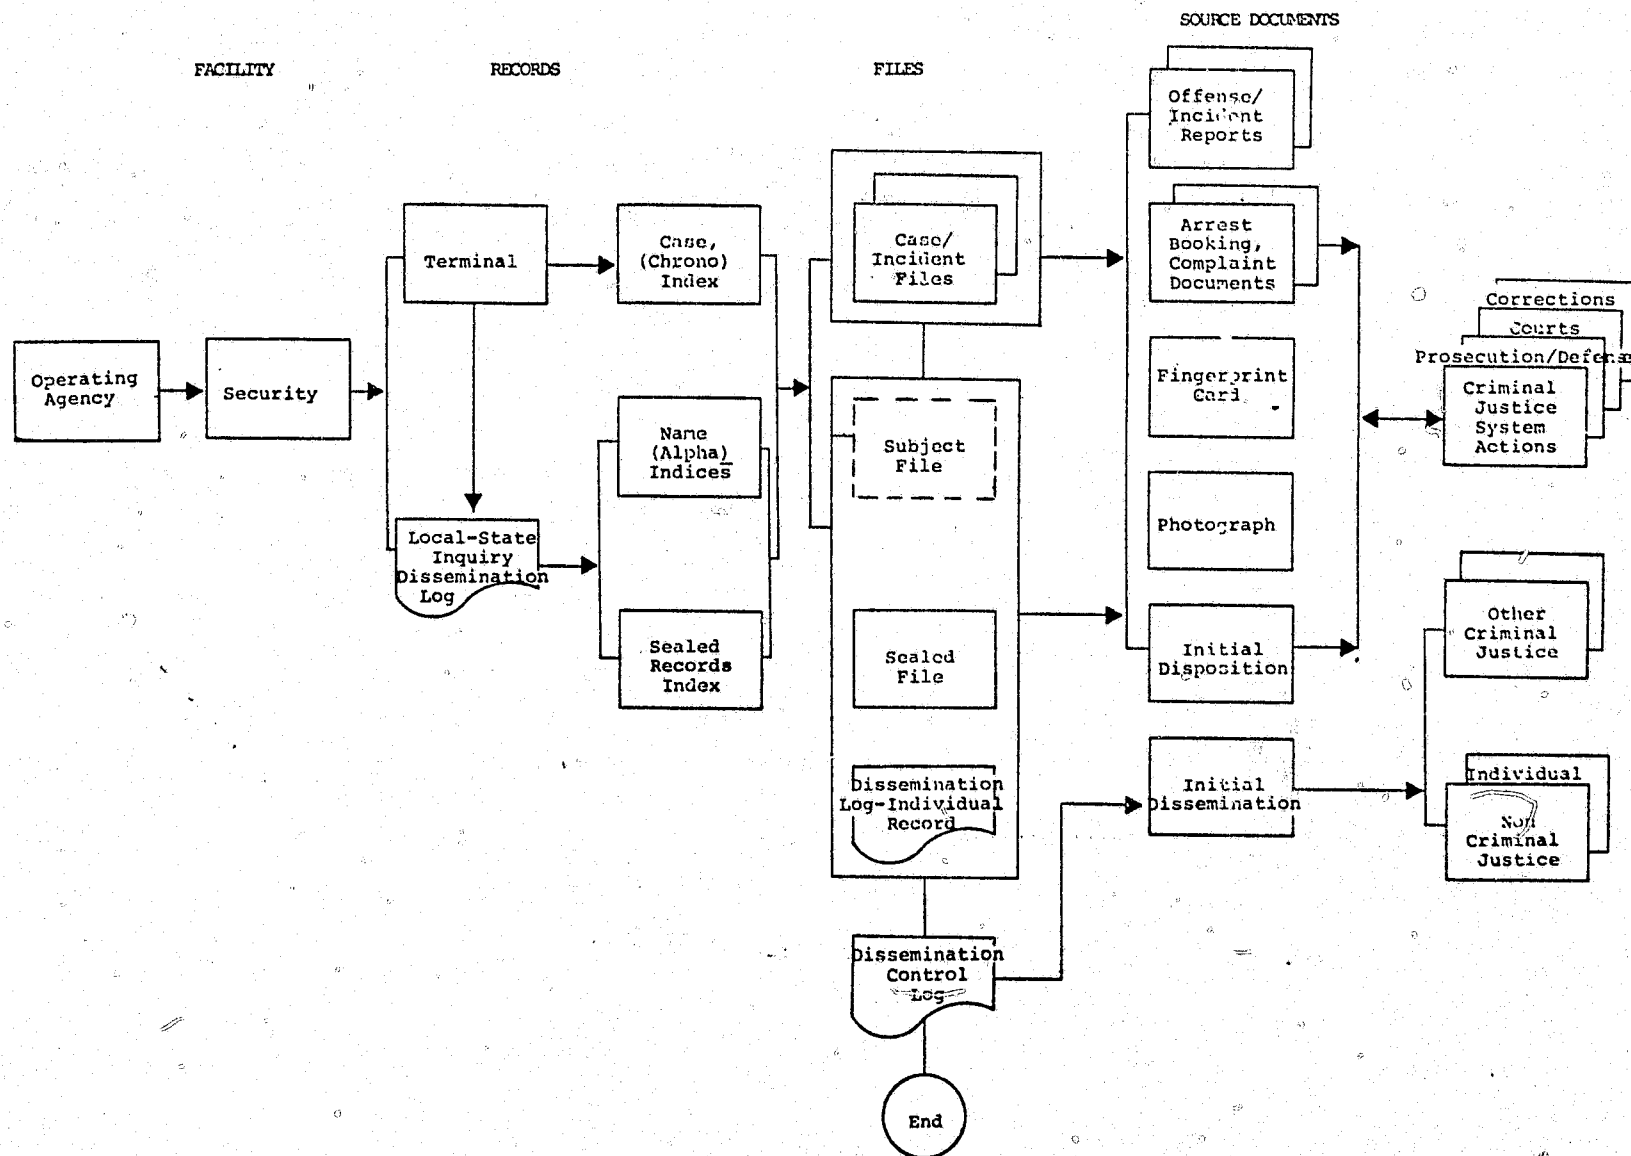 SOURCE DOCUMENTS
FACILITY
RECORDS
FILES
Offense/
Incident
Reports
Terminal
Case,
(Chrono)
Index
Case/
Incident
Files
Arrest
Booking,
Complaint
Documents
Corrections
Courts
Prosecution/Defense
Criminal
Justice
System
Actions
Operating
Agency
Security
Fingerprint
Card
Name
(Alpha)
Indices
Subject
File
Local-State
Inquiry
Dissemination
Log
Photograph
Sealed
Records
Index
Sealed
File
Initial
Disposition
Other
Criminal
Justice
Dissemination
Log-Individual
Record
Initial
Dissemination
Individual
Non
Criminal
Justice
Dissemination
Control
Log
End